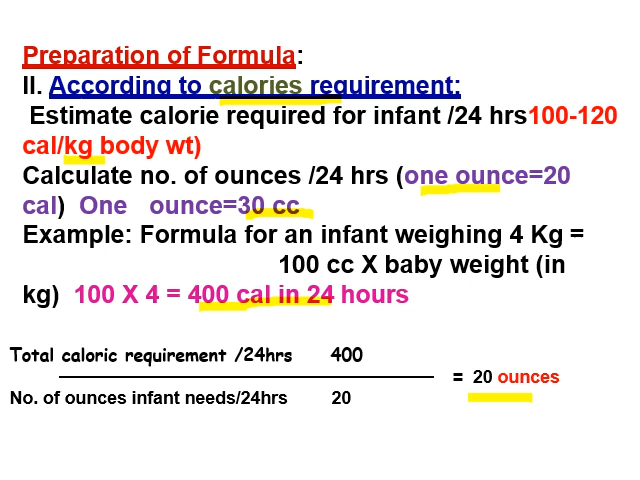 Preparation of Formula:
II. According to calories requirement:
Estimate calorie required for infant /24 hrs100-120
cal/kg body wt)
Calculate no. of ounces /24 hrs (one ounce=20
cal) One ounce=30 cc
Example: Formula for an infant weighing 4 Kg =
100 cc X baby weight (in
kg) 100 X 4 = 400 cal in 24 hours
Total caloric requirement /24hrs 400
= 20 ounces
No. of ounces infant needs/24hrs 20